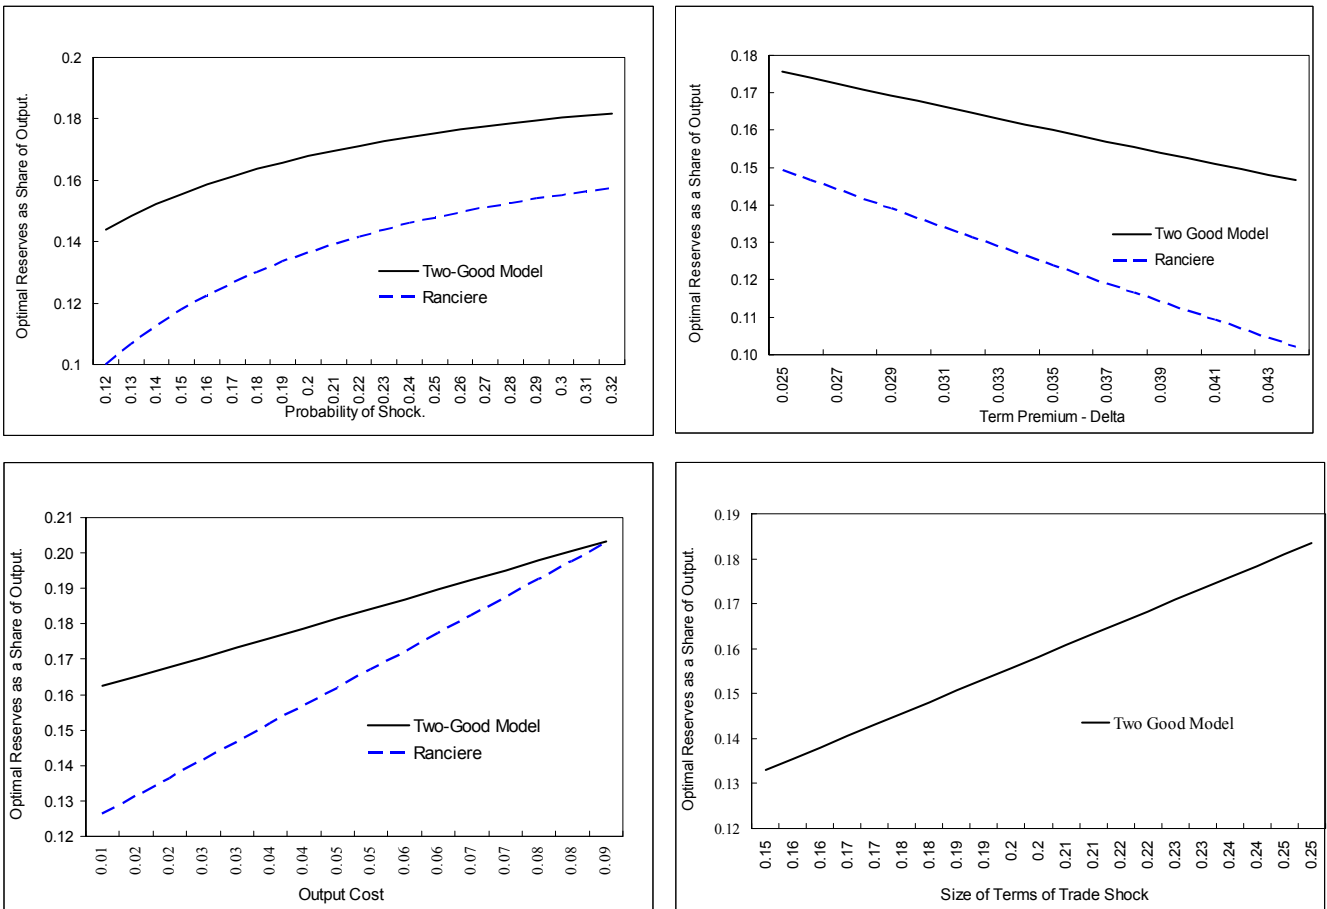 Optimal Reserves as Share of Output.
0.2
0.18
0.16
0.14
0.12
0.1
Two-Good Model
Ranciere
0.12 0.13 0.14 0.15 0.16 0.17 0.18 0.19 0.2 0.21 0.22 0.23 0.24 0.25 0.26 0.27 0.28 0.29 0.3 0.31 0.32
Probability of Shock.
Optimal Reserves as a Share of Output
0.18
0.17
0.16
0.15
0.14
0.13
0.12
0.11
0.10
Two Good Model
Ranciere
0.025 0.027 0.029 0.031 0.033 0.035 0.037 0.039 0.041 0.043
Term Premium - Delta
Optimal Reserves as a Share of Output.
0.21
0.20
0.19
0.18
0.17
0.16
0.15
0.14
0.13
0.12
Two-Good Model
Ranciere
0.01 0.02 0.02 0.03 0.03 0.04 0.04 0.05 0.05 0.06 0.06 0.07 0.07 0.08 0.08 0.09
Output Cost
Optimal Reserves as a Share of Output.
0.19
0.18
0.17
0.16
0.15
0.14
0.13
0.12
Two Good Model
0.15 0.16 0.16 0.17 0.17 0.18 0.18 0.19 0.19 0.2 0.2 0.21 0.21 0.22 0.22 0.23 0.23 0.24 0.24 0.25 0.25
Size of Terms of Trade Shock